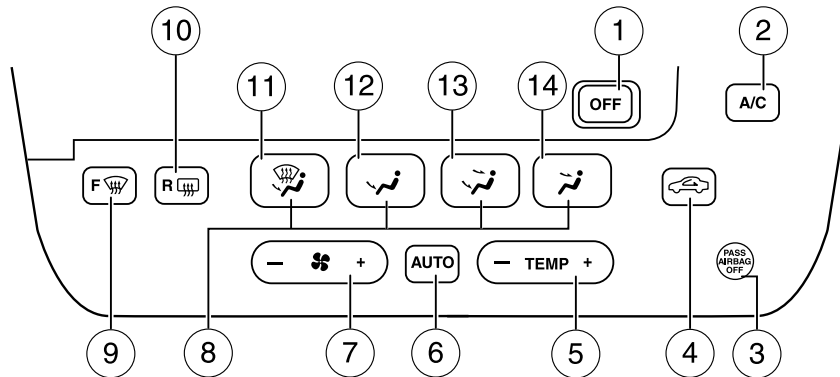 10 1 2
11 12 13 14
OFF A/C
F R
PASS
AIRBAG
OFF
− + AUTO − TEMP +
9 8 7 6 5 4 3